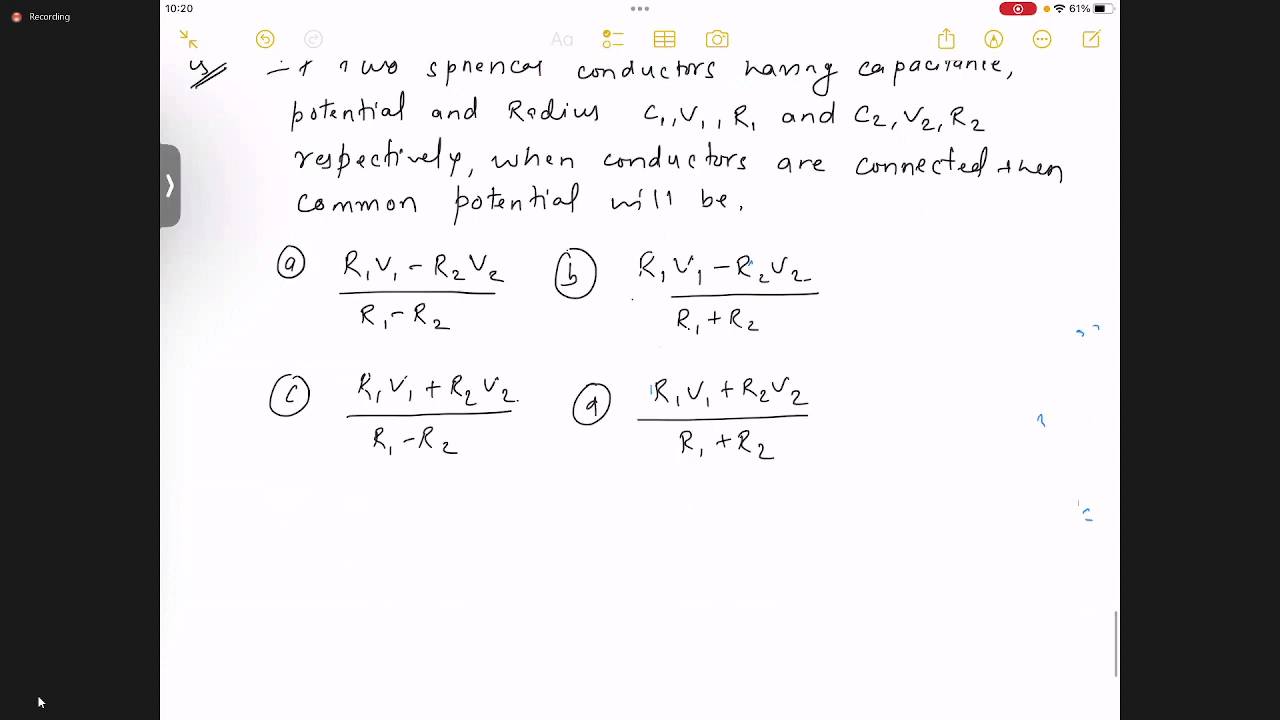 10:20
61%
Recording
Aa
If Two spherical conductors having capacitance,
potential and Radius C₁, V₁, R₁ and C₂, V₂, R₂
respectively, when conductors are connected then
common potential will be.
(a) (R₁V₁ − R₂V₂)/(R₁ − R₂) (b) (R₁V₁ − R₂V₂)/(R₁ + R₂)
(c) (R₁V₁ + R₂V₂)/(R₁ − R₂) (d) (R₁V₁ + R₂V₂)/(R₁ + R₂)